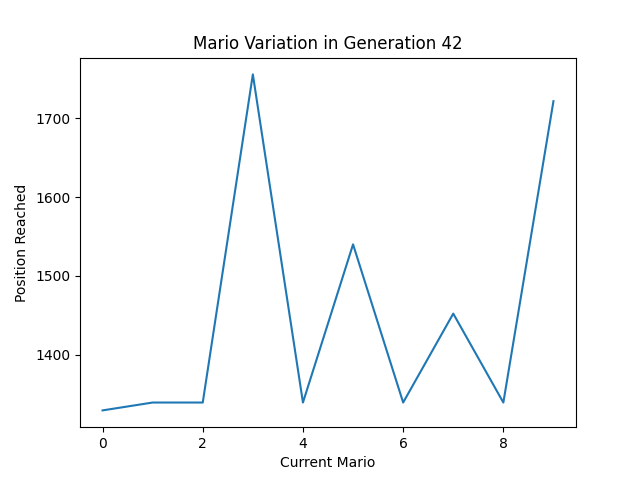 Mario Variation in Generation 42
1700
1600
1500
1400
Position Reached
0 2 4 6 8
Current Mario